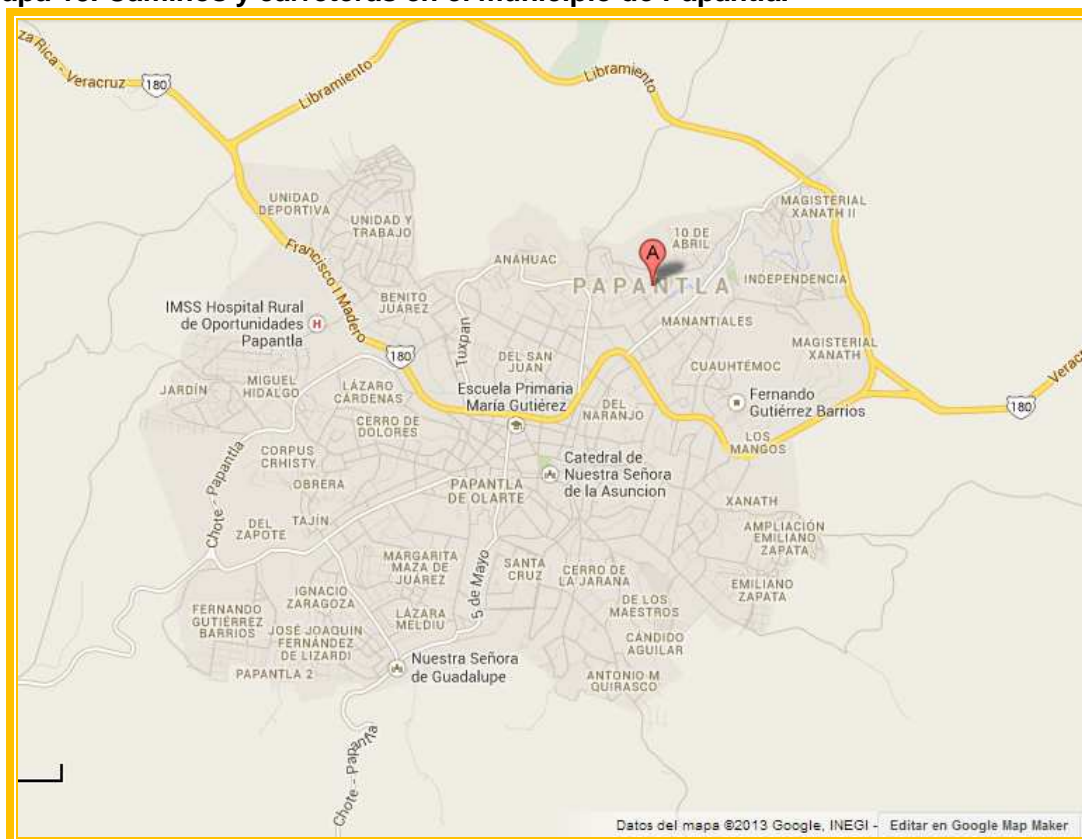 apa 10. Caminos y carreteras en el municipio de Papantla.
za Rica - Veracruz
180
Libramiento
Libramiento
UNIDAD
DEPORTIVA
UNIDAD Y
TRABAJO
MAGISTERIAL
XANATH II
10 DE
ABRIL
A
ANÁHUAC
PAPANTLA
INDEPENDENCIA
Francisco I Madero
IMSS Hospital Rural
de Oportunidades
Papantla
H
BENITO
JUÁREZ
Tuxpan
MANANTIALES
180
DEL SAN
JUAN
MAGISTERIAL
XANATH
CUAUHTÉMOC
Veracr
JARDÍN
MIGUEL
HIDALGO
LÁZARO
CÁRDENAS
Escuela Primaria
María Gutiérez
DEL
NARANJO
Fernando
Gutiérrez Barrios
180
CERRO DE
DOLORES
LOS
MANGOS
Chote - Papantla
CORPUS
CRHISTY
Catedral de
Nuestra Señora
de la Asuncion
OBRERA
PAPANTLA
DE OLARTE
XANATH
DEL
ZAPOTE
TAJÍN
AMPLIACIÓN
EMILIANO
ZAPATA
MARGARITA
MAZA DE
JUÁREZ
5 de Mayo
SANTA
CRUZ
CERRO DE
LA JARANA
EMILIANO
ZAPATA
IGNACIO
ZARAGOZA
DE LOS
MAESTROS
FERNANDO
GUTIÉRREZ
BARRIOS
LÁZARA
MELDIU
JOSÉ JOAQUIN
FERNÁNDEZ
DE LIZARDI
CÁNDIDO
AGUILAR
PAPANTLA 2
Nuestra Señora
de Guadalupe
ANTONIO M
QUIRASCO
Chote - Papantla
Datos del mapa ©2013 Google, INEGI - Editar en Google Map Maker